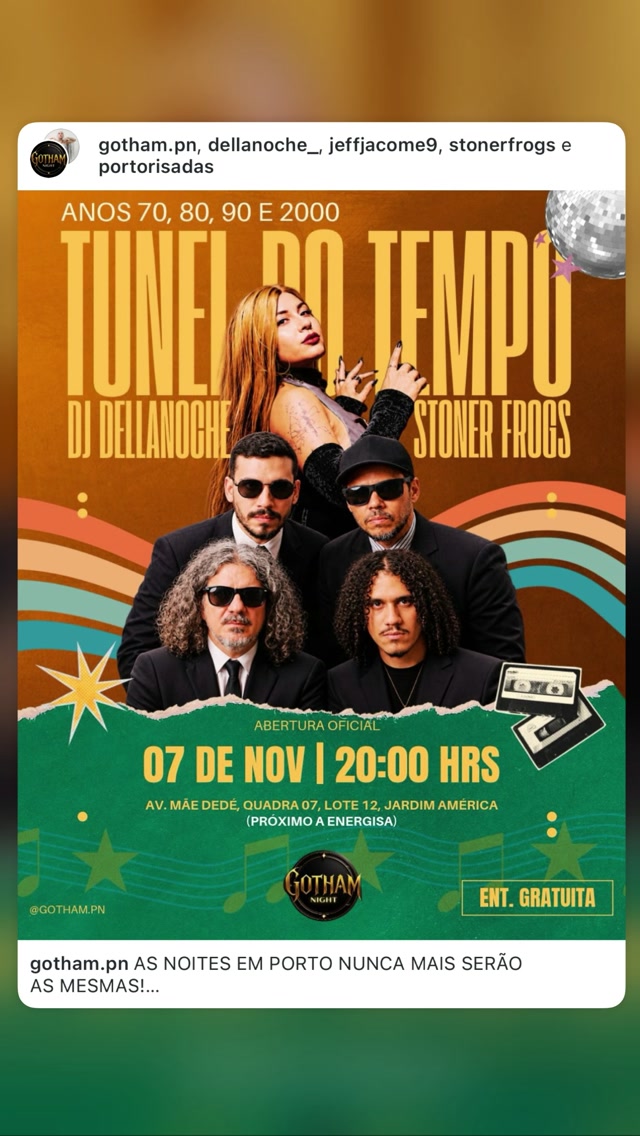 gotham.pn, dellanoche_, jeffjacome9, stonerfrogs e
portorisadas
GOTHAM
NIGHT
ANOS 70, 80, 90 E 2000
TUNEL DO TEMPO
DJ DELLANOCHE
STONER FROGS
ABERTURA OFICIAL
07 DE NOV | 20:00 HRS
AV. MÃE DEDÉ, QUADRA 07, LOTE 12, JARDIM AMÉRICA
(PRÓXIMO A ENERGISA)
GOTHAM
NIGHT
ENT. GRATUITA
@GOTHAM.PN
gotham.pn AS NOITES EM PORTO NUNCA MAIS SERÃO
AS MESMAS!...